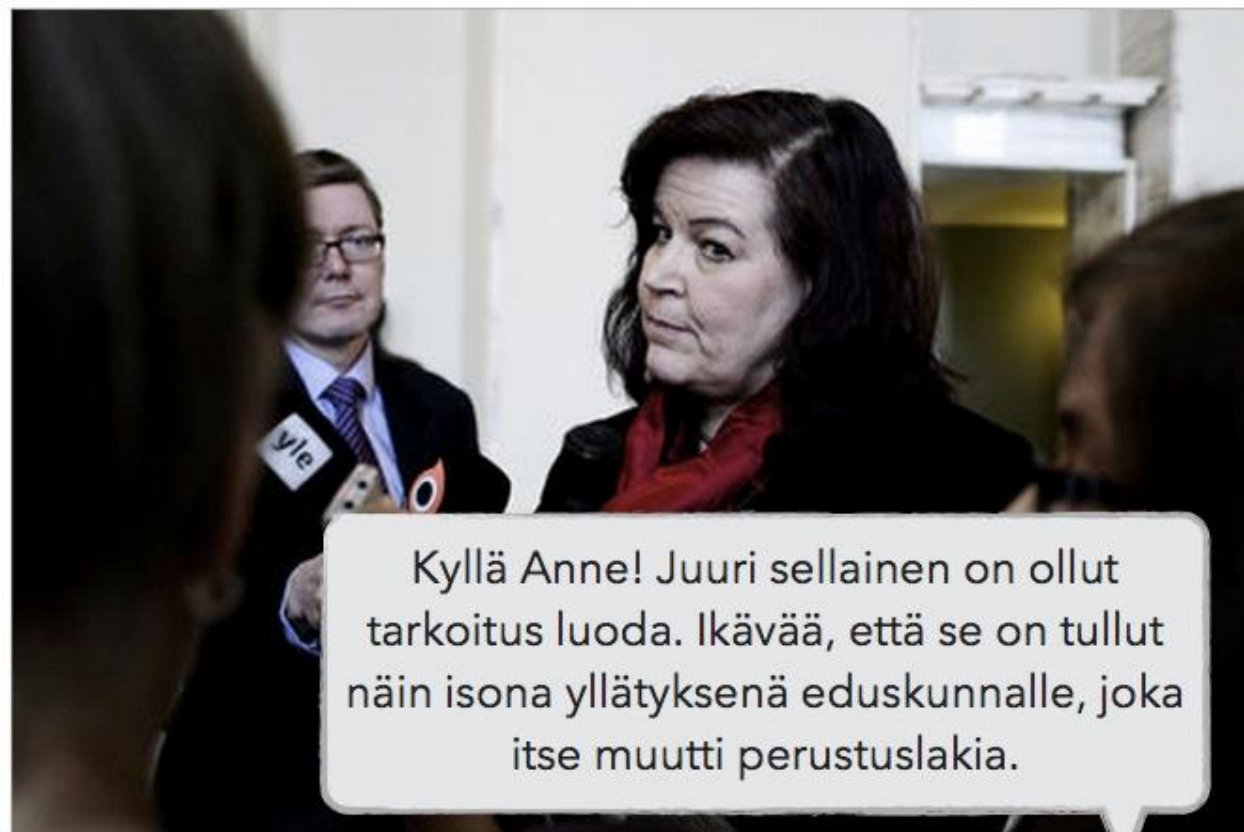 yle
Kyllä Anne! Juuri sellainen on ollut
tarkoitus luoda. Ikävää, että se on tullut
näin isona yllätyksenä eduskunnalle, joka
itse muutti perustuslakia.